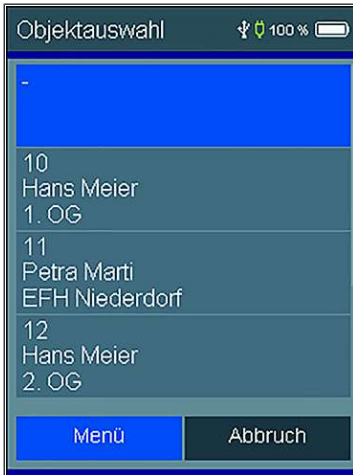 Objektauswahl 100 %
-
10
Hans Meier
1. OG
11
Petra Marti
EFH Niederdorf
12
Hans Meier
2. OG
Menü Abbruch